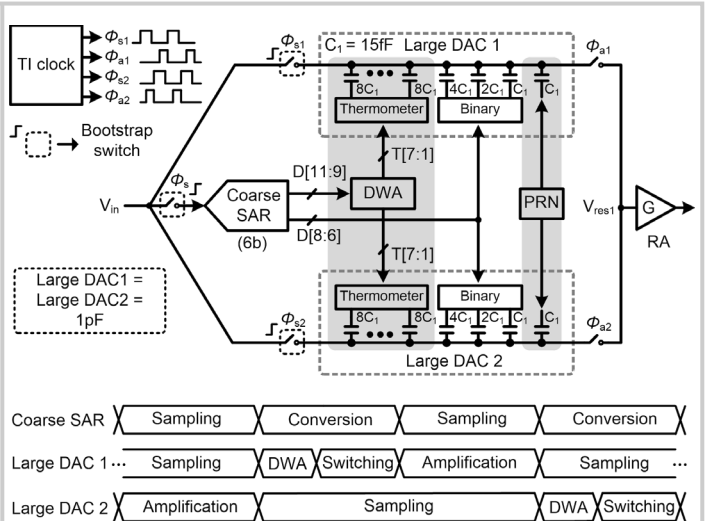 TI clock
Φs1
Φa1
Φs2
Φa2
Bootstrap
switch
Φs1
C1 = 15fF Large DAC 1
Φa1
8C1 8C1 4C1 2C1 C1 C1
Thermometer Binary
T[7:1]
D[11:9]
Φs
Vin
Coarse
SAR
(6b)
DWA
D[8:6]
PRN
Vres1
G
RA
T[7:1]
Large DAC1 =
Large DAC2 =
1pF
Thermometer Binary
8C1 8C1 4C1 2C1 C1 C1
Φs2
Φa2
Large DAC 2
Coarse SAR Sampling Conversion Sampling Conversion
Large DAC 1 ... Sampling DWA Switching Amplification Sampling ...
Large DAC 2 Amplification Sampling DWA Switching